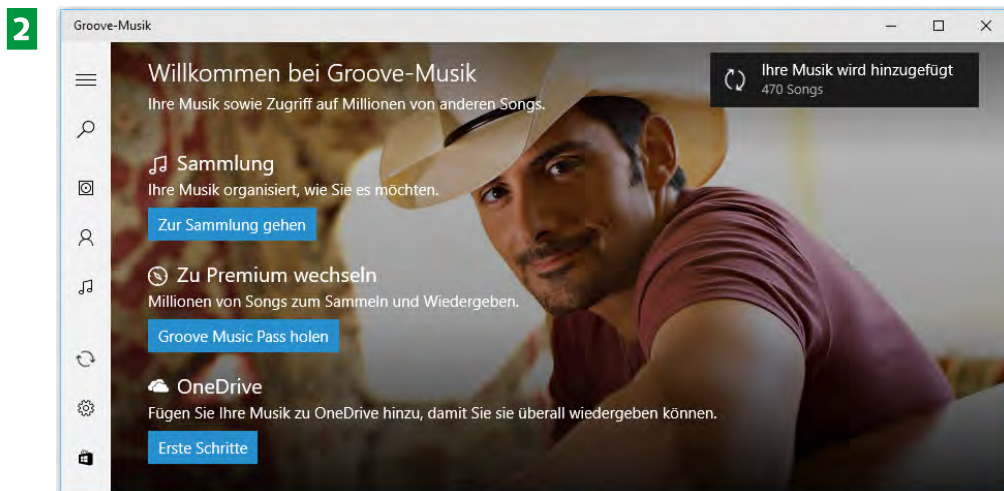 2
Groove-Musik
Willkommen bei Groove-Musik
Ihre Musik sowie Zugriff auf Millionen von anderen Songs.
Ihre Musik wird hinzugefügt
470 Songs
Sammlung
Ihre Musik organisiert, wie Sie es möchten.
Zur Sammlung gehen
Zu Premium wechseln
Millionen von Songs zum Sammeln und Wiedergeben.
Groove Music Pass holen
OneDrive
Fügen Sie Ihre Musik zu OneDrive hinzu, damit Sie sie überall wiedergeben können.
Erste Schritte